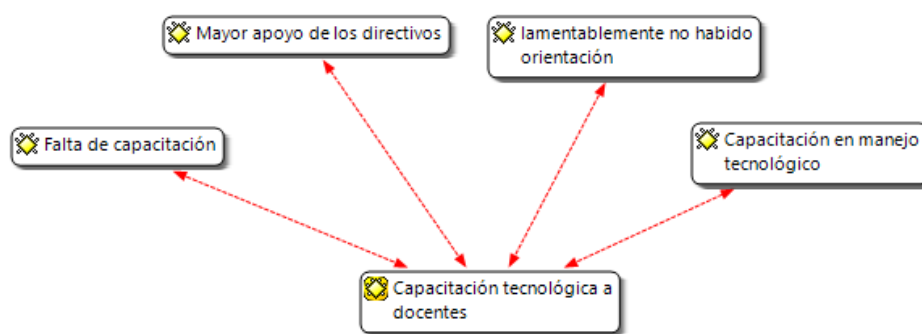 Mayor apoyo de los directivos
lamentablemente no habido
orientación
Falta de capacitación
Capacitación en manejo
tecnológico
Capacitación tecnológica a
docentes